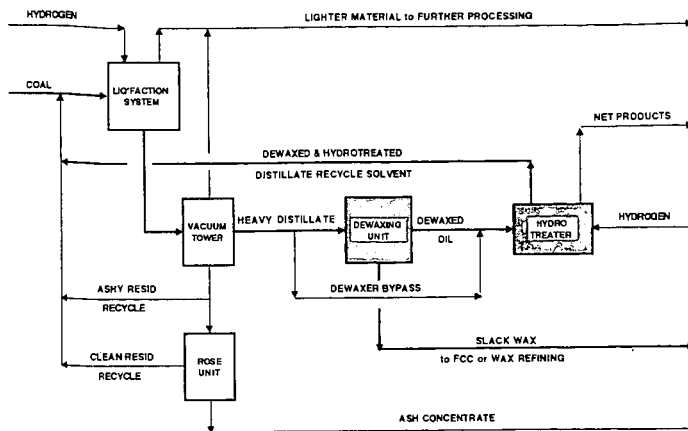 HYDROGEN
LIGHTER MATERIAL to FURTHER PROCESSING
COAL
LIQ'FACTION
SYSTEM
NET PRODUCTS
DEWAXED & HYDROTREATED
DISTILLATE RECYCLE SOLVENT
VACUUM
TOWER
HEAVY DISTILLATE
DEWAXING
UNIT
DEWAXED
OIL
HYDRO
TREATER
HYDROGEN
DEWAXER BYPASS
ASHY RESID
RECYCLE
CLEAN RESID
RECYCLE
ROSE
UNIT
SLACK WAX
to FCC or WAX REFINING
ASH CONCENTRATE